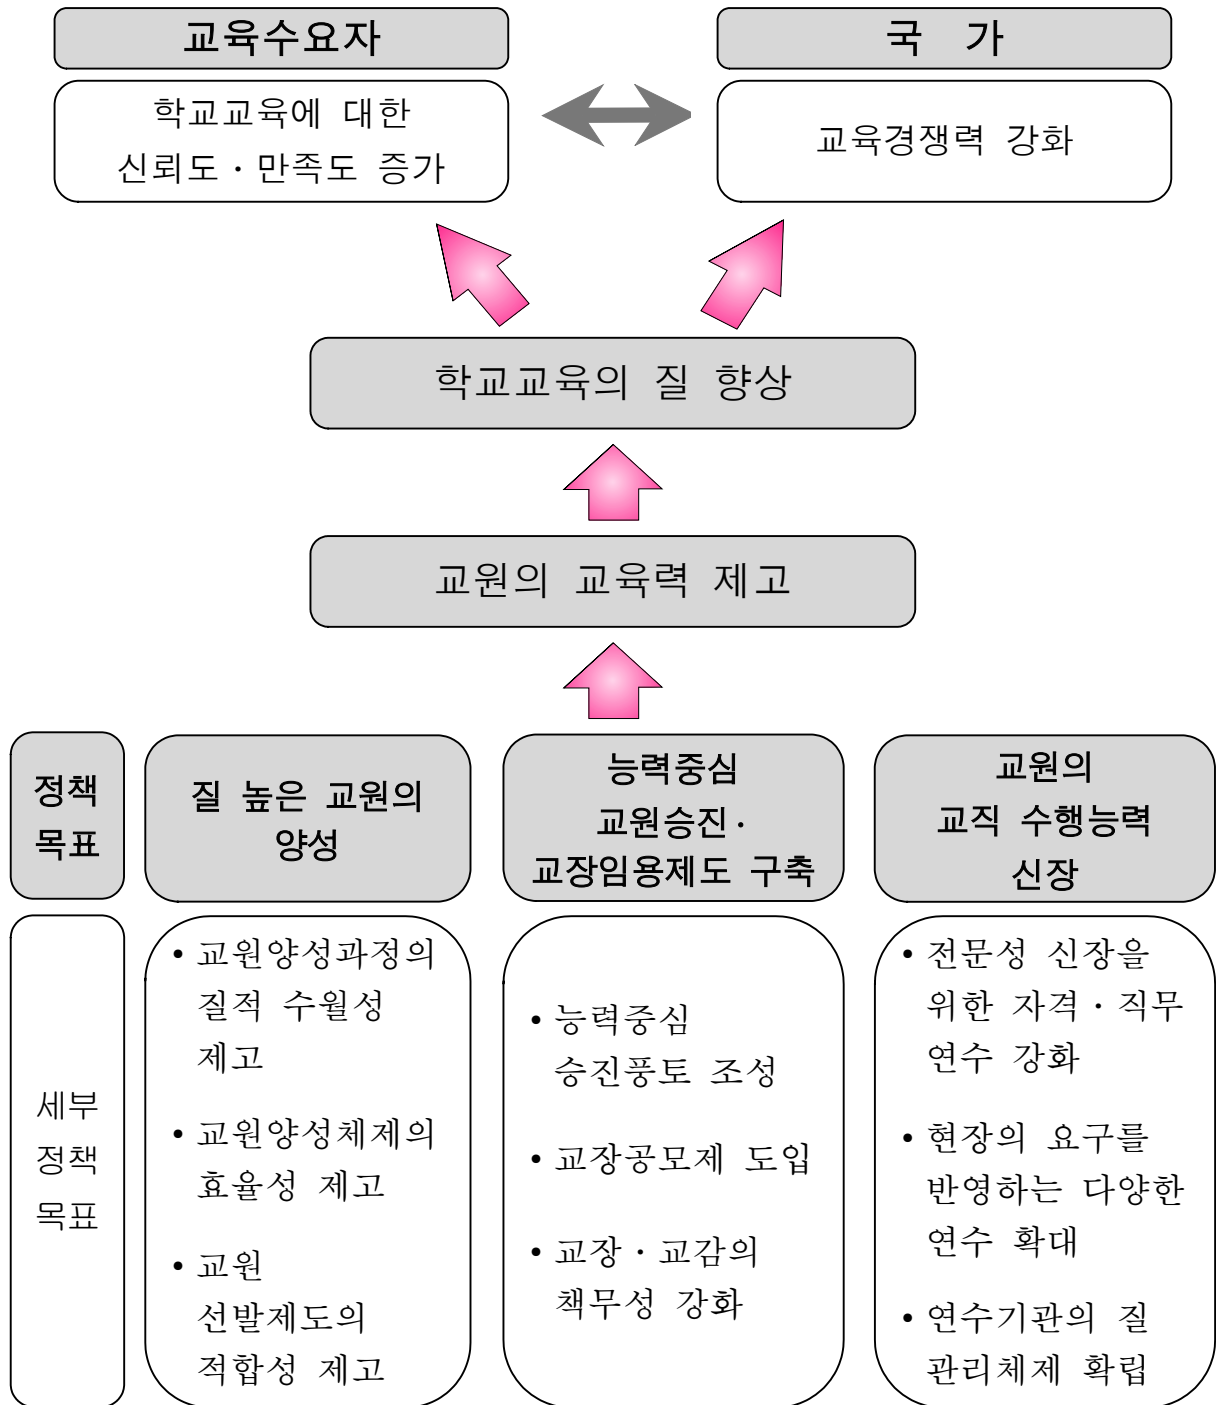 교육수요자
국 가
학교교육에 대한
신뢰도·만족도 증가
교육경쟁력 강화
학교교육의 질 향상
교원의 교육력 제고
정책
목표
질 높은 교원의
양성
능력중심
교원승진·
교장임용제도 구축
교원의
교직 수행능력
신장
세부
정책
목표
• 교원양성과정의
질적 수월성
제고
• 교원양성체제의
효율성 제고
• 교원
선발제도의
적합성 제고
• 능력중심
승진풍토 조성
• 교장공모제 도입
• 교장·교감의
책무성 강화
• 전문성 신장을
위한 자격·직무
연수 강화
• 현장의 요구를
반영하는 다양한
연수 확대
• 연수기관의 질
관리체제 확립